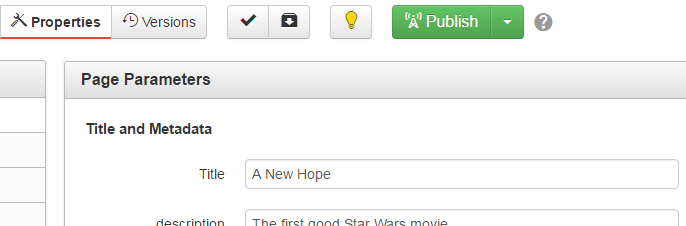 Properties Versions Publish ?
Page Parameters
Title and Metadata
Title A New Hope
description The first good Star Wars movie